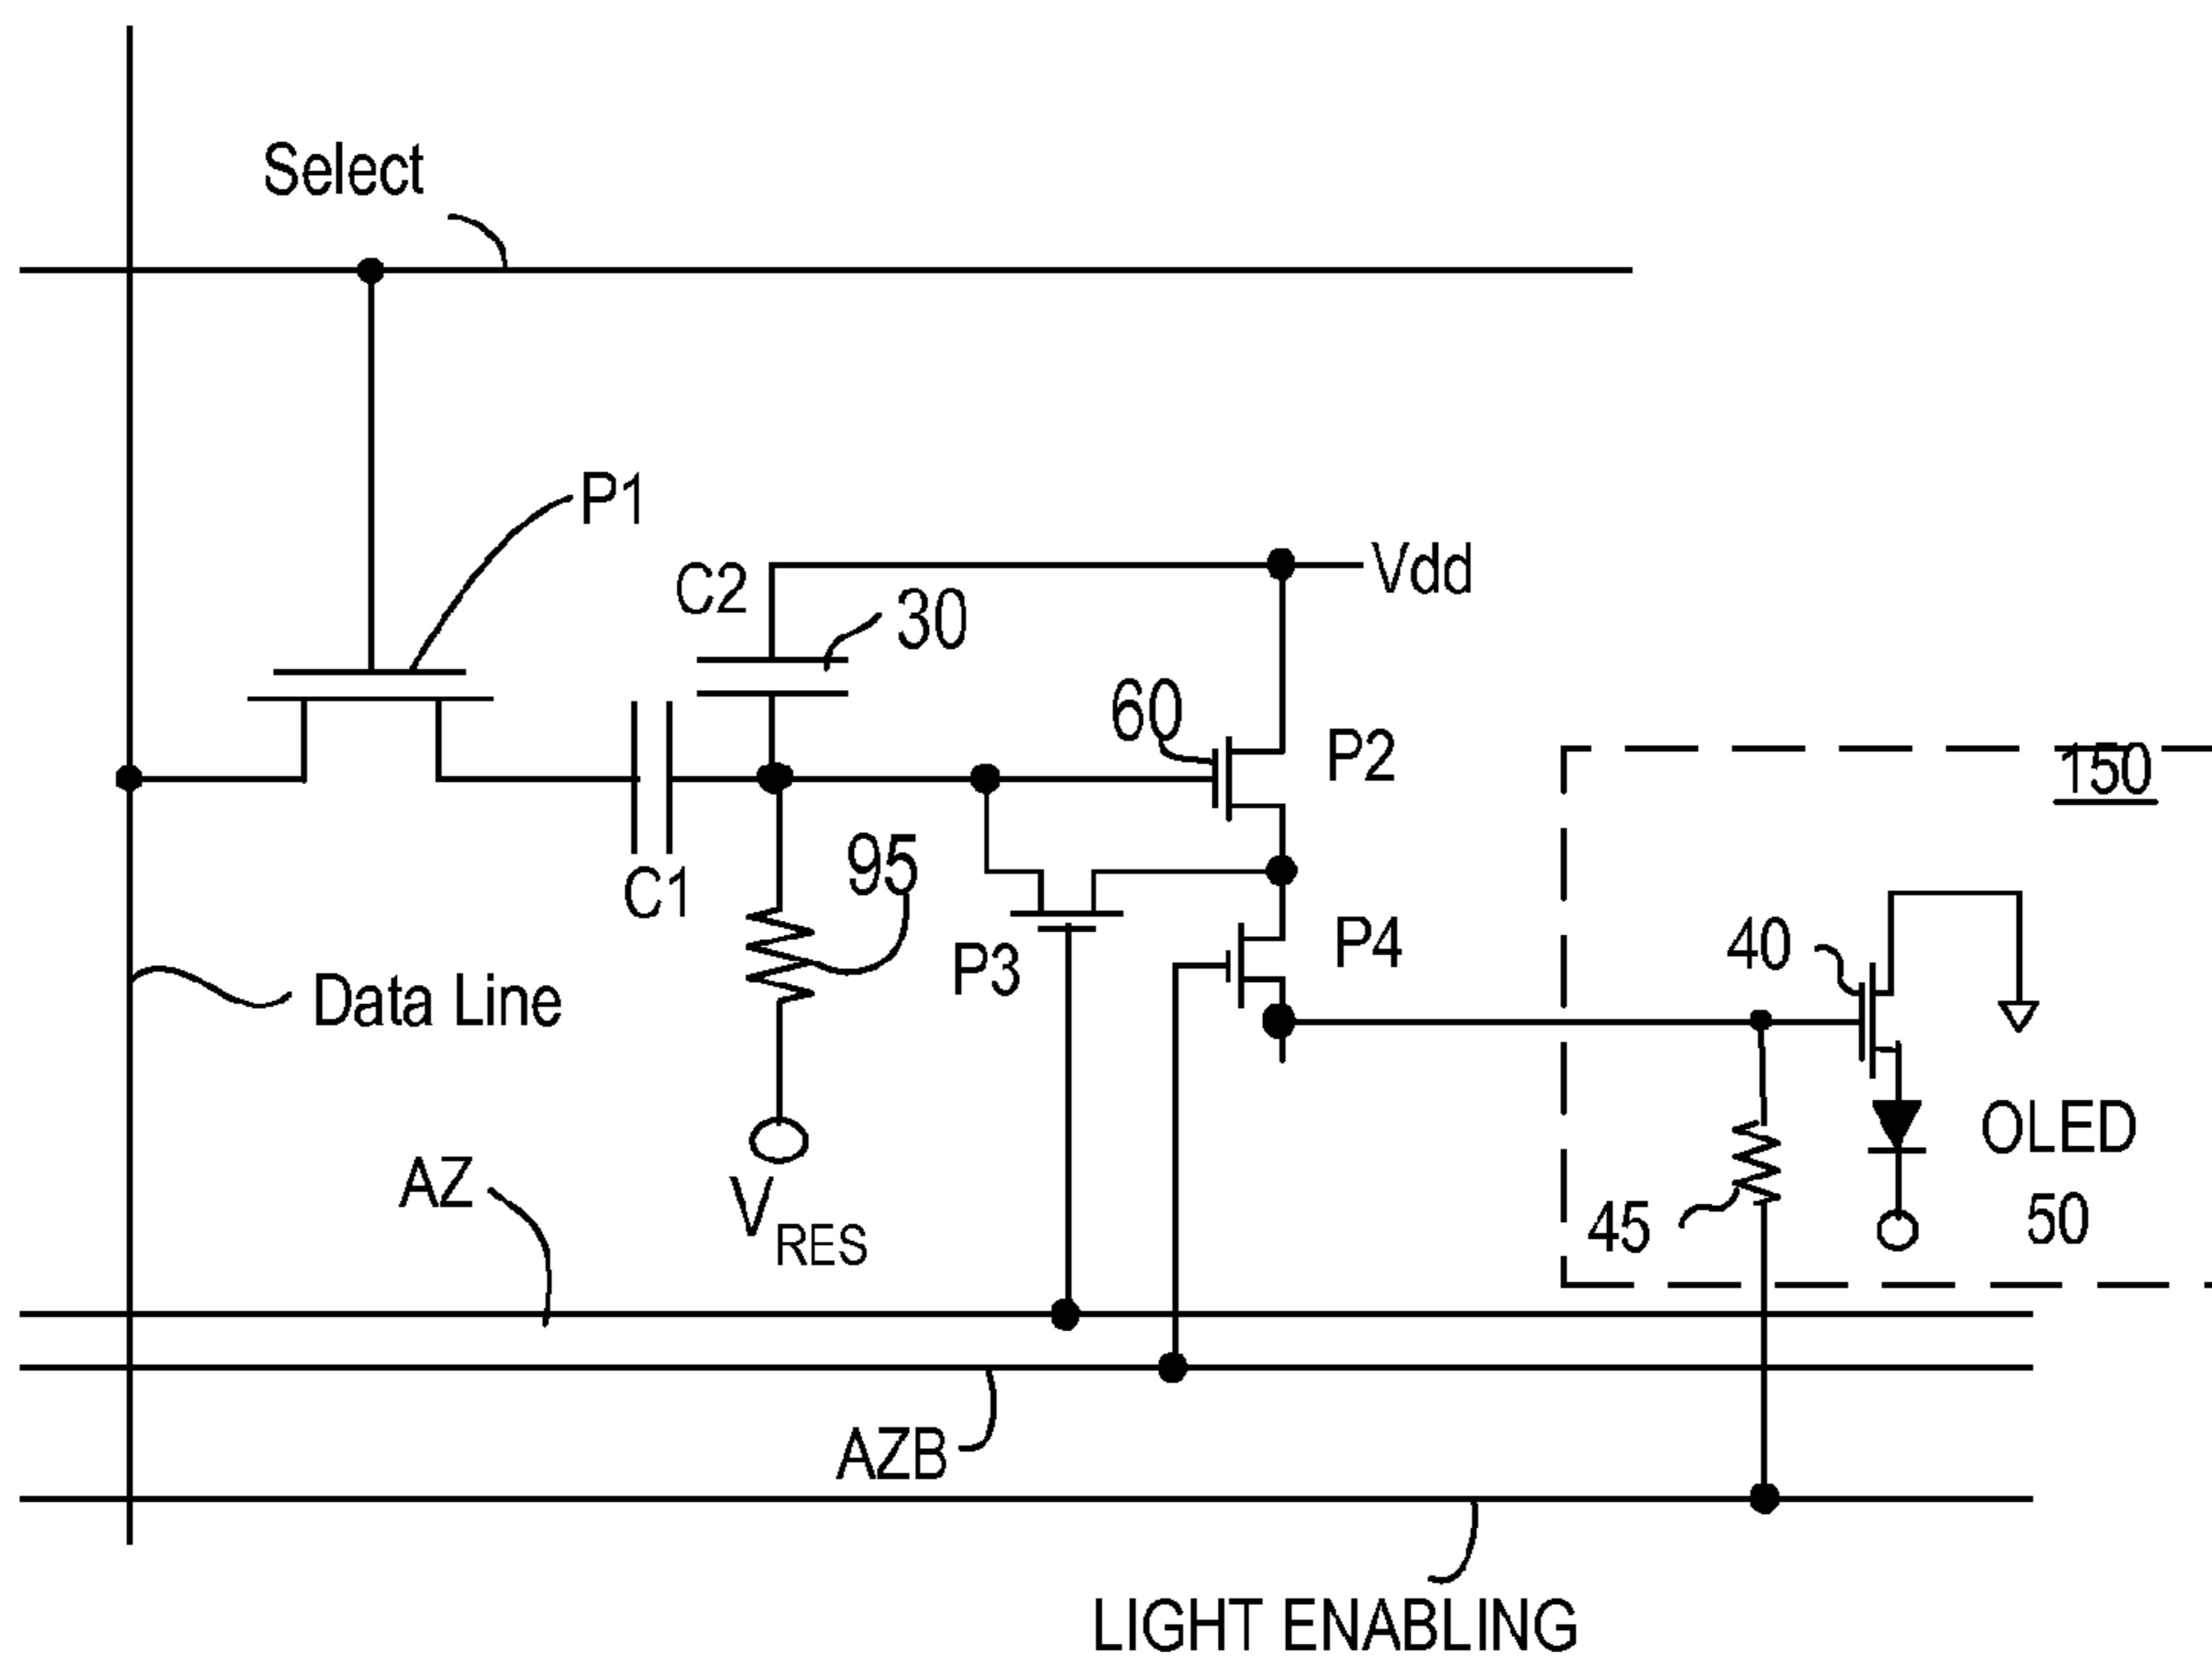 Select
P1
C2
30
Vdd
60
P2
150
C1
95
P3
P4
40
Data Line
OLED
50
45
AZ
VRES
AZB
LIGHT ENABLING